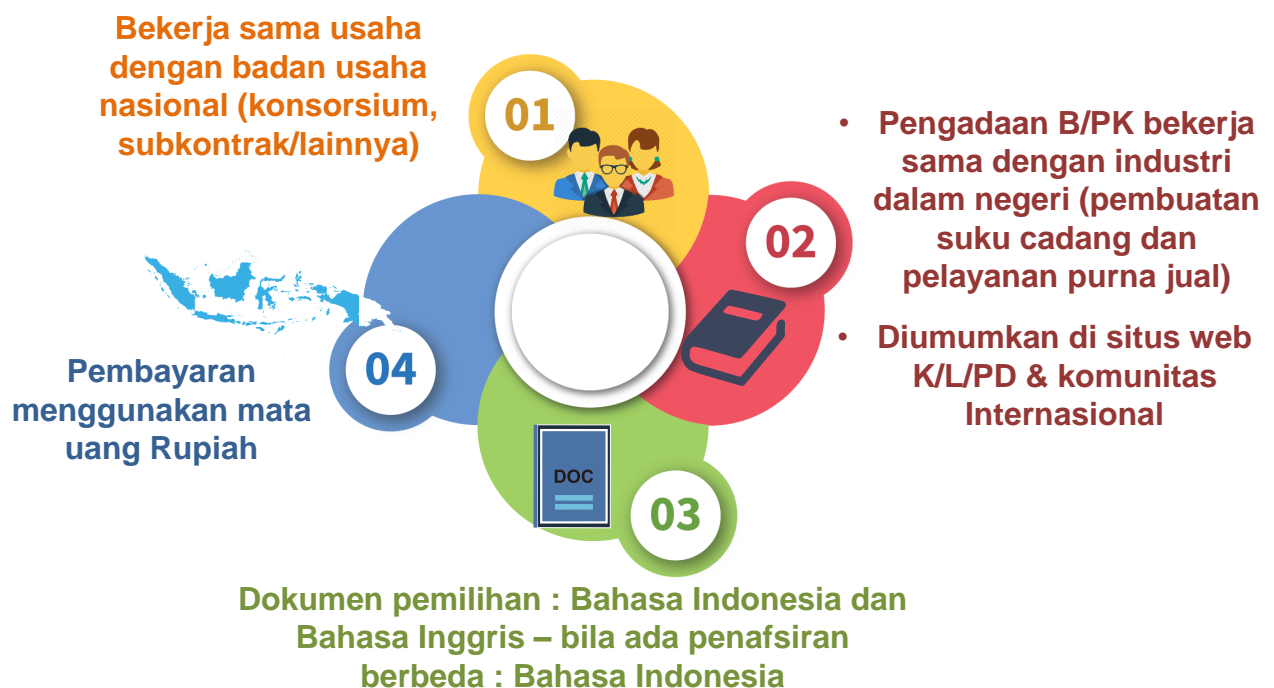 Bekerja sama usaha
dengan badan usaha
nasional (konsorsium,
subkontrak/lainnya)
01
• Pengadaan B/PK bekerja
sama dengan industri
dalam negeri (pembuatan
suku cadang dan
pelayanan purna jual)
• Diumumkan di situs web
K/L/PD & komunitas
Internasional
02
DOC
03
Dokumen pemilihan : Bahasa Indonesia dan
Bahasa Inggris – bila ada penafsiran
berbeda : Bahasa Indonesia
04
Pembayaran
menggunakan mata
uang Rupiah